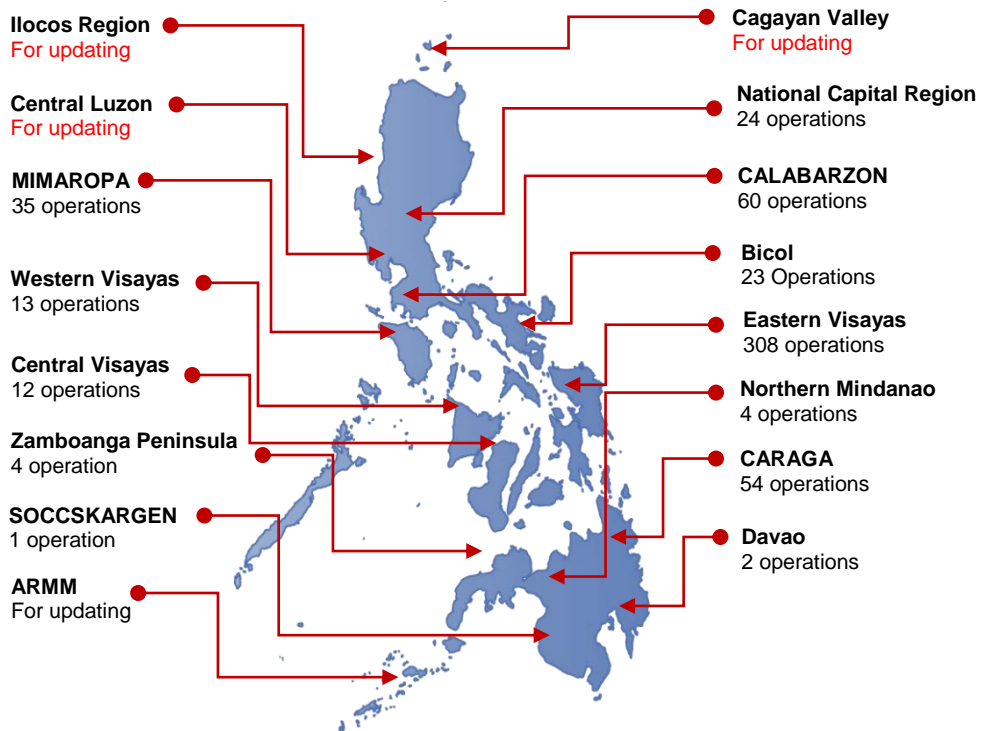 Ilocos Region
For updating
Central Luzon
For updating
MIMAROPA
35 operations
Western Visayas
13 operations
Central Visayas
12 operations
Zamboanga Peninsula
4 operation
SOCCSKARGEN
1 operation
ARMM
For updating
Cagayan Valley
For updating
National Capital Region
24 operations
CALABARZON
60 operations
Bicol
23 Operations
Eastern Visayas
308 operations
Northern Mindanao
4 operations
CARAGA
54 operations
Davao
2 operations